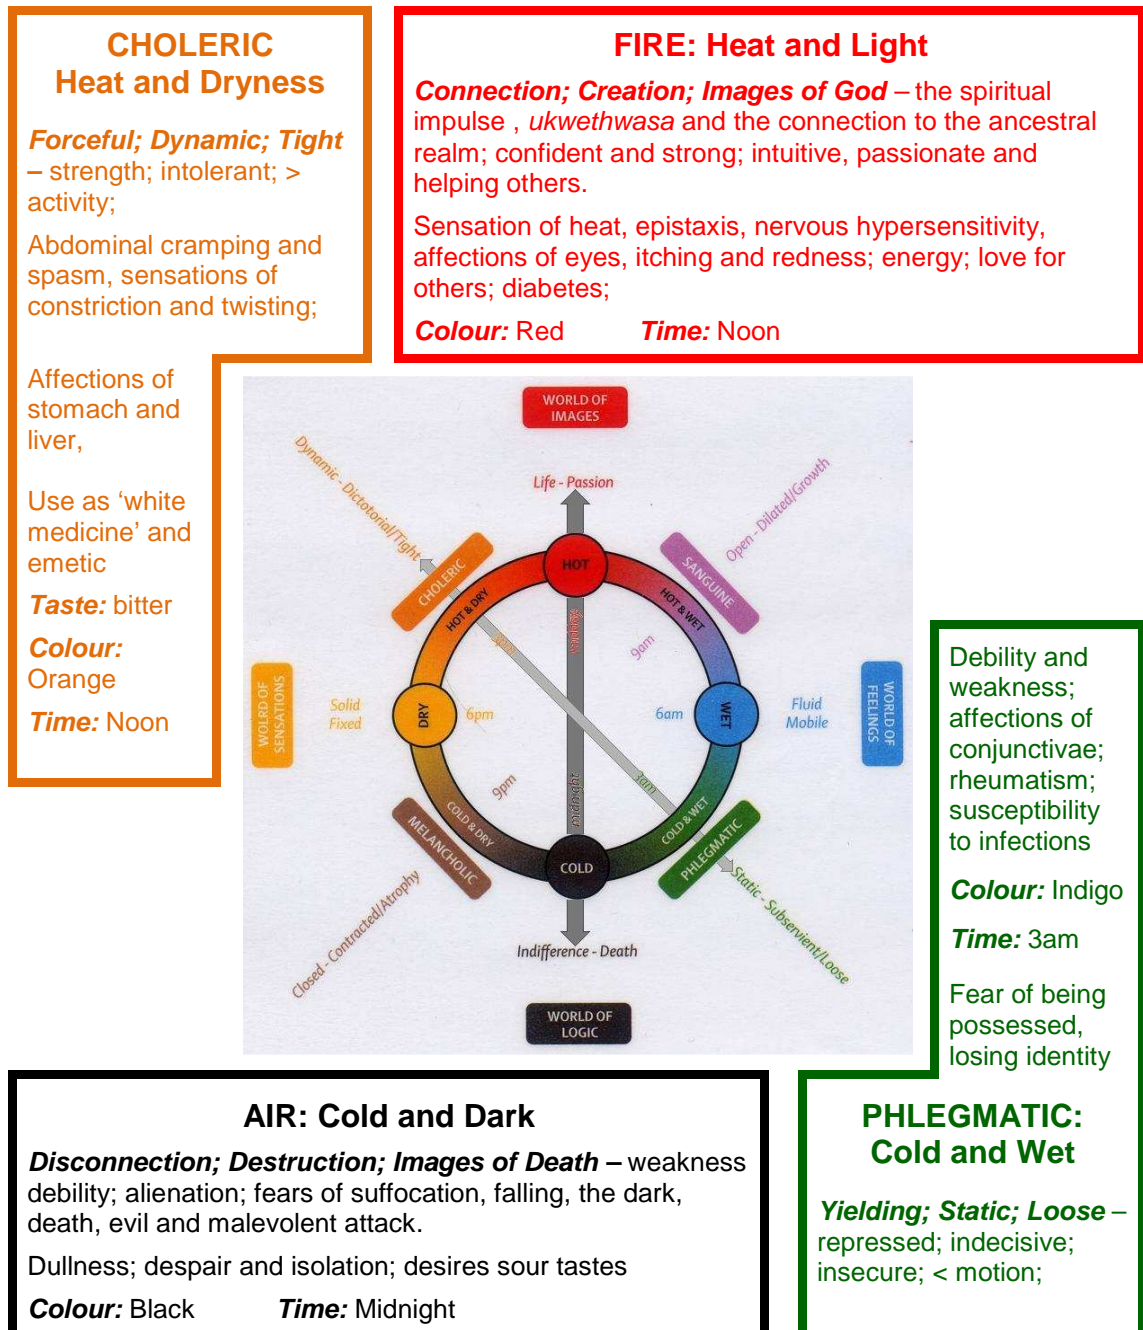 CHOLERIC
Heat and Dryness
Forceful; Dynamic; Tight
– strength; intolerant; >
activity;
Abdominal cramping and
spasm, sensations of
constriction and twisting;
Affections of
stomach and
liver,
Use as ‘white
medicine’ and
emetic
Taste: bitter
Colour:
Orange
Time: Noon
FIRE: Heat and Light
Connection; Creation; Images of God – the spiritual
impulse , ukwethwasa and the connection to the ancestral
realm; confident and strong; intuitive, passionate and
helping others.
Sensation of heat, epistaxis, nervous hypersensitivity,
affections of eyes, itching and redness; energy; love for
others; diabetes;
Colour: Red Time: Noon
WORLD OF
IMAGES
Life - Passion
Dynamic - Dictotorial/Tight
Open - Dilated/Growth
CHOLERIC
HOT
SANGUINE
HOT & DRY
HOT & WET
3pm
midday
9am
WOLRD OF
SENSATIONS
Solid
Fixed
DRY
6pm
6am
WET
Fluid
Mobile
WORLD OF
FEELINGS
9pm
midnight
3am
COLD & DRY
COLD & WET
MELANCHOLIC
COLD
PHLEGMATIC
Closed - Contracted/Atrophy
Static - Subservient/Loose
Indifference - Death
WORLD OF
LOGIC
Debility and
weakness;
affections of
conjunctivae;
rheumatism;
susceptibility
to infections
Colour: Indigo
Time: 3am
Fear of being
possessed,
losing identity
PHLEGMATIC:
Cold and Wet
Yielding; Static; Loose –
repressed; indecisive;
insecure; < motion;
AIR: Cold and Dark
Disconnection; Destruction; Images of Death – weakness
debility; alienation; fears of suffocation, falling, the dark,
death, evil and malevolent attack.
Dullness; despair and isolation; desires sour tastes
Colour: Black Time: Midnight